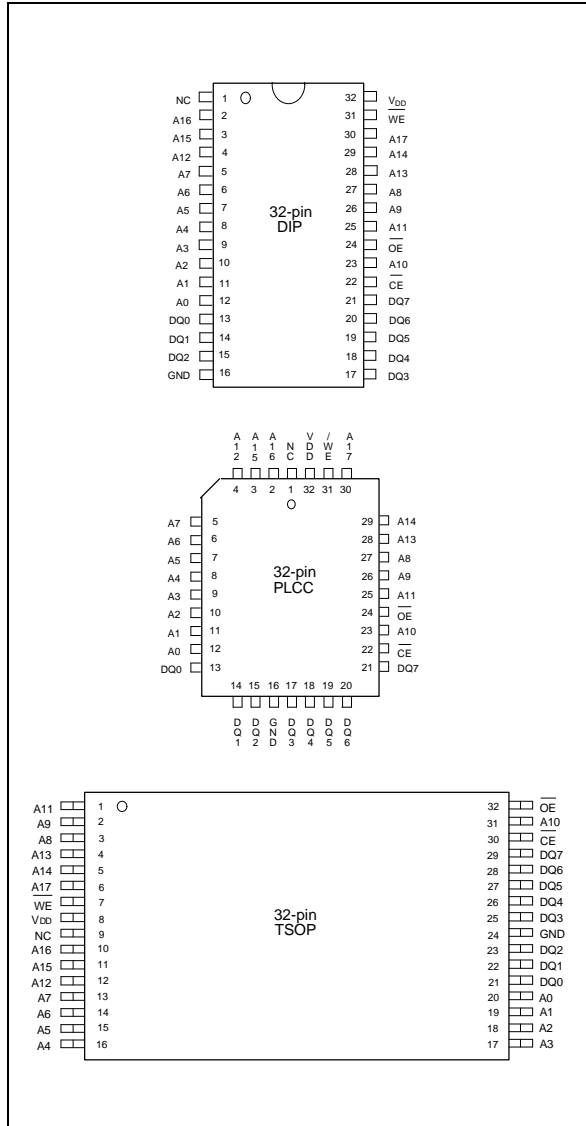 NC 1 32 VDD
A16 2 31 WE
A15 3 30 A17
A12 4 29 A14
A7 5 28 A13
A6 6 27 A8
A5 7 26 A9
A4 8 25 A11
A3 9 24 OE
A2 10 23 A10
A1 11 22 CE
A0 12 21 DQ7
DQ0 13 20 DQ6
DQ1 14 19 DQ5
DQ2 15 18 DQ4
GND 16 17 DQ3
32-pin
DIP
A12 A15 A16 NC VDD /WE A17
4 3 2 1 32 31 30
A7 5 29 A14
A6 6 28 A13
A5 7 27 A8
A4 8 26 A9
A3 9 25 A11
A2 10 24 OE
A1 11 23 A10
A0 12 22 CE
DQ0 13 21 DQ7
32-pin
PLCC
14 15 16 17 18 19 20
DQ1 DQ2 GND DQ3 DQ4 DQ5 DQ6
A11 1 32 OE
A9 2 31 A10
A8 3 30 CE
A13 4 29 DQ7
A14 5 28 DQ6
A17 6 27 DQ5
WE 7 26 DQ4
VDD 8 25 DQ3
NC 9 24 GND
A16 10 23 DQ2
A15 11 22 DQ1
A12 12 21 DQ0
A7 13 20 A0
A6 14 19 A1
A5 15 18 A2
A4 16 17 A3
32-pin
TSOP